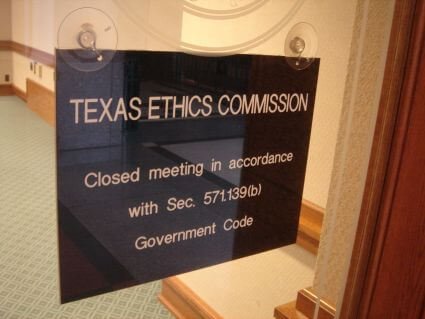 TEXAS ETHICS COMMISSION
Closed meeting in accordance
with Sec. 571.139(b)
Government Code